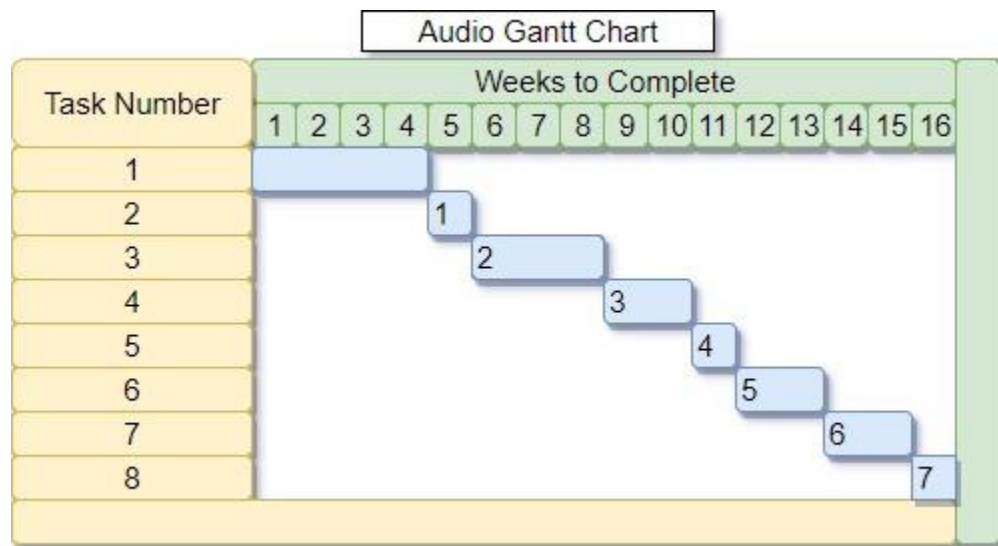 Audio Gantt Chart
Task Number
Weeks to Complete
1 2 3 4 5 6 7 8 9 10 11 12 13 14 15 16
1
2 1
3 2
4 3
5 4
6 5
7 6
8 7